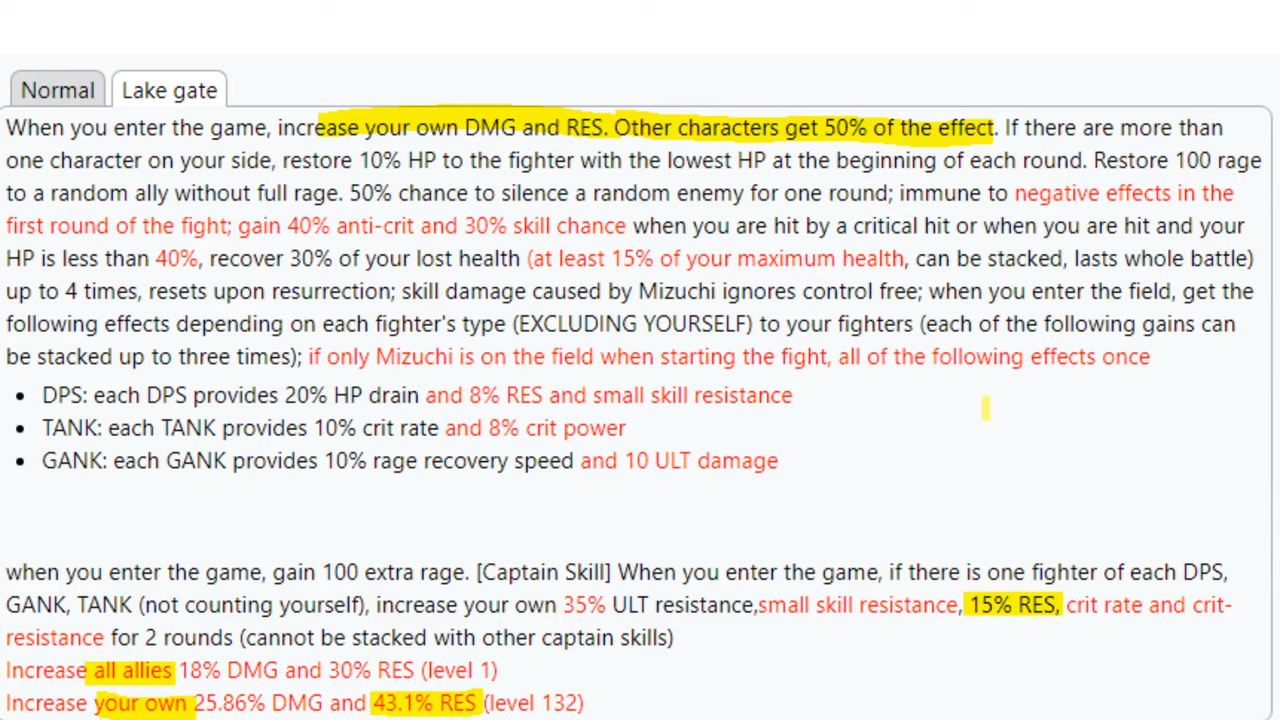 Normal
Lake gate
When you enter the game, increase your own DMG and RES. Other characters get 50% of the effect. If there are more than
one character on your side, restore 10% HP to the fighter with the lowest HP at the beginning of each round. Restore 100 rage
to a random ally without full rage. 50% chance to silence a random enemy for one round; immune to negative effects in the
first round of the fight; gain 40% anti-crit and 30% skill chance when you are hit by a critical hit or when you are hit and your
HP is less than 40%, recover 30% of your lost health (at least 15% of your maximum health, can be stacked, lasts whole battle)
up to 4 times, resets upon resurrection; skill damage caused by Mizuchi ignores control free; when you enter the field, get the
following effects depending on each fighter's type (EXCLUDING YOURSELF) to your fighters (each of the following gains can
be stacked up to three times); if only Mizuchi is on the field when starting the fight, all of the following effects once
• DPS: each DPS provides 20% HP drain and 8% RES and small skill resistance
• TANK: each TANK provides 10% crit rate and 8% crit power
• GANK: each GANK provides 10% rage recovery speed and 10 ULT damage
when you enter the game, gain 100 extra rage. [Captain Skill] When you enter the game, if there is one fighter of each DPS,
GANK, TANK (not counting yourself), increase your own 35% ULT resistance,small skill resistance, 15% RES, crit rate and crit-
resistance for 2 rounds (cannot be stacked with other captain skills)
Increase all allies 18% DMG and 30% RES (level 1)
Increase your own 25.86% DMG and 43.1% RES (level 132)